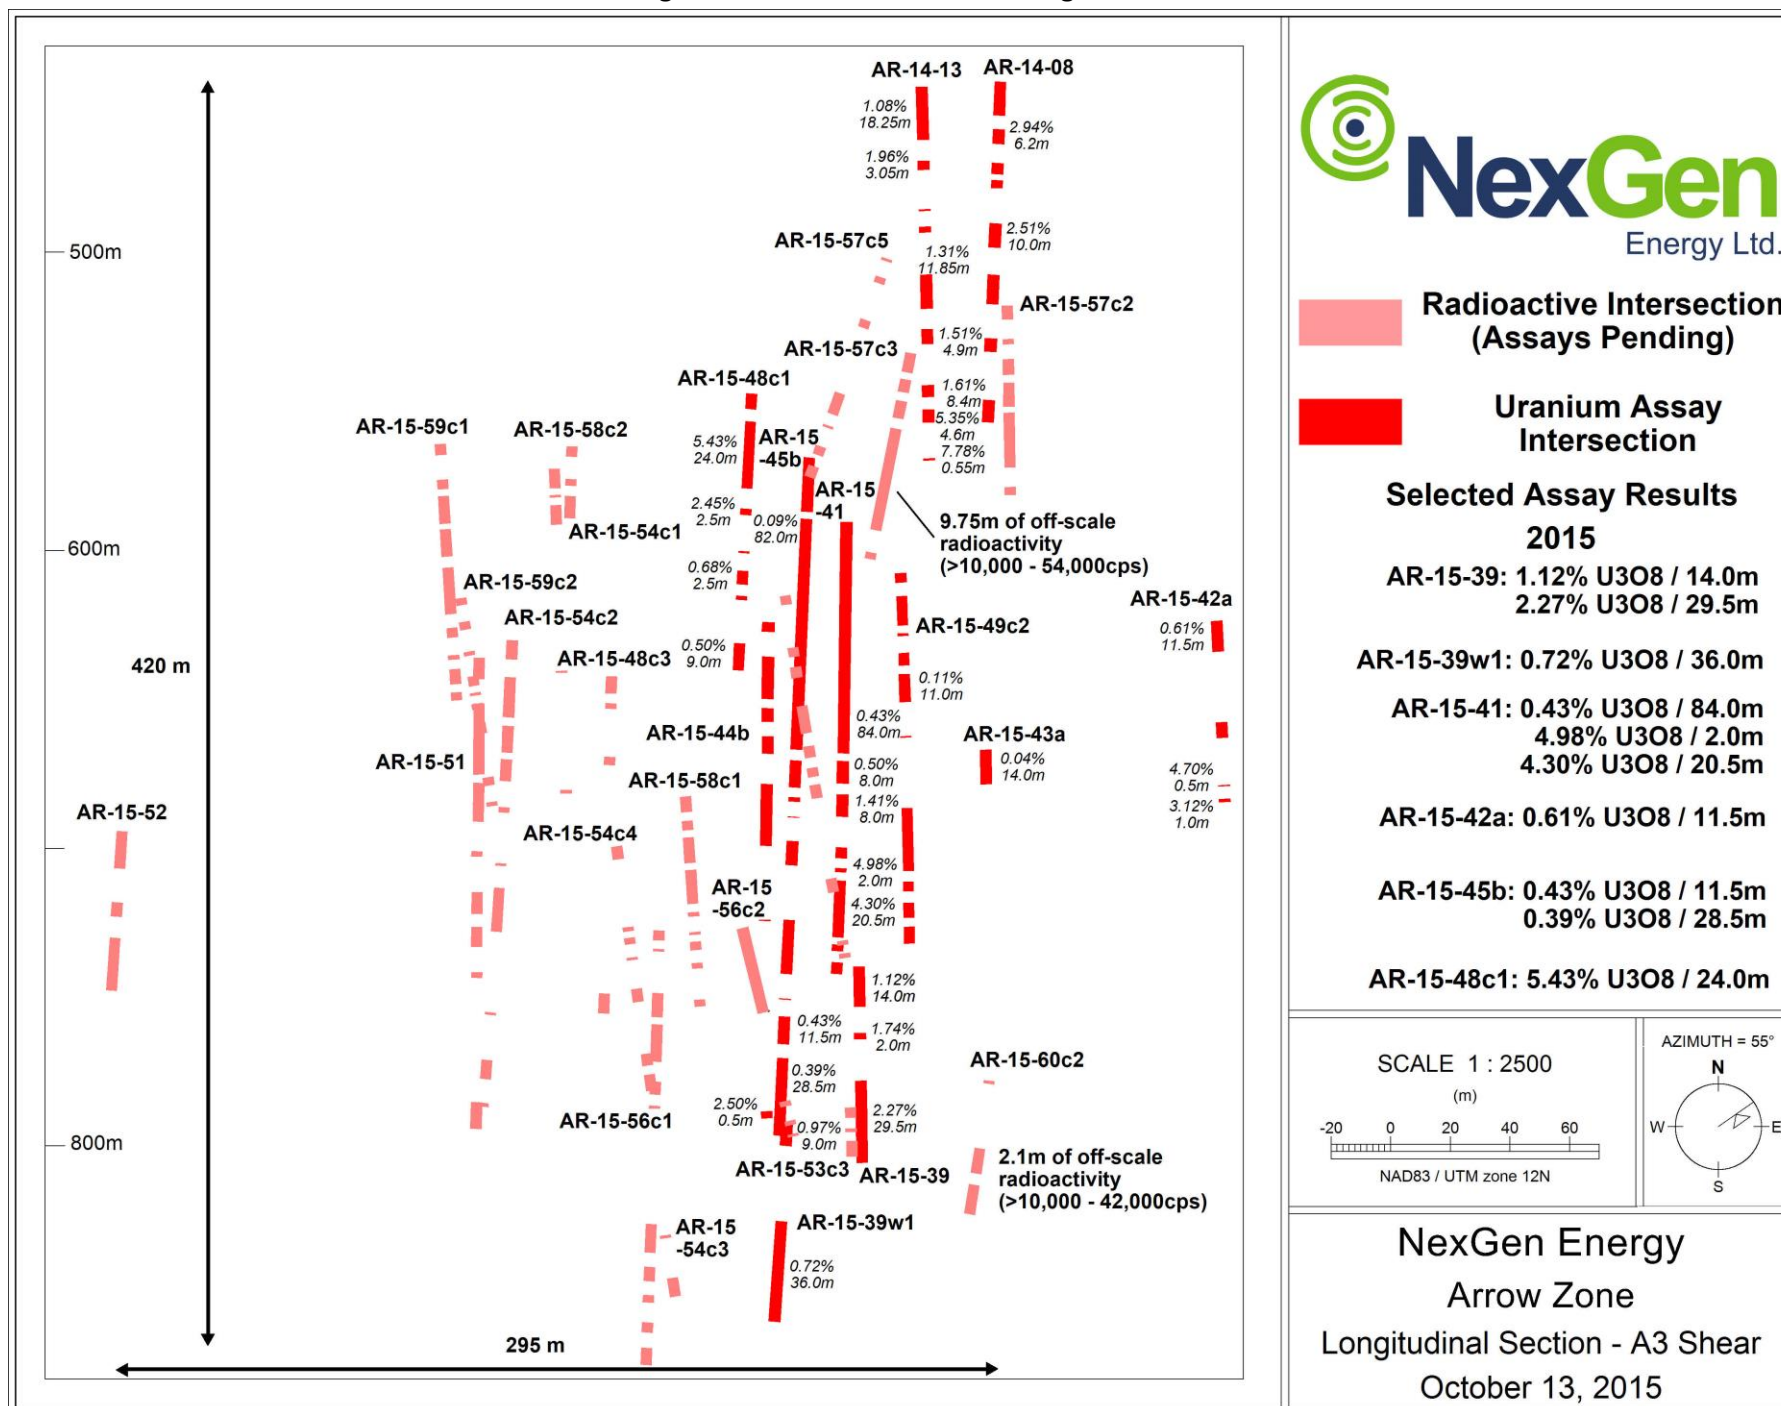 AR-14-13
AR-14-08
1.08%
18.25m
2.94%
6.2m
1.96%
3.05m
AR-15-57c5
2.51%
10.0m
500m
1.31%
11.85m
AR-15-57c2
AR-15-57c3
1.51%
4.9m
AR-15-48c1
1.61%
8.4m
AR-15-59c1
AR-15-58c2
5.43%
24.0m
AR-15
-45b
5.35%
4.6m
7.78%
0.55m
AR-15
-41
2.45%
2.5m
0.09%
82.0m
AR-15-54c1
9.75m of off-scale
radioactivity
(>10,000 - 54,000cps)
600m
0.68%
2.5m
AR-15-59c2
AR-15-54c2
AR-15-42a
AR-15-49c2
0.61%
11.5m
420 m
AR-15-48c3
0.50%
9.0m
0.11%
11.0m
AR-15-44b
0.43%
84.0m
AR-15-43a
0.04%
14.0m
AR-15-51
AR-15-58c1
0.50%
8.0m
4.70%
0.5m
AR-15-52
1.41%
8.0m
3.12%
1.0m
AR-15-54c4
4.98%
2.0m
AR-15
-56c2
4.30%
20.5m
1.12%
14.0m
0.43%
11.5m
1.74%
2.0m
AR-15-60c2
0.39%
28.5m
2.50%
0.5m
2.27%
29.5m
AR-15-56c1
0.97%
9.0m
800m
AR-15-53c3
AR-15-39
2.1m of off-scale
radioactivity
(>10,000 - 42,000cps)
AR-15
-54c3
AR-15-39w1
0.72%
36.0m
295 m
NexGen
Energy Ltd.
Radioactive Intersection
(Assays Pending)
Uranium Assay
Intersection
Selected Assay Results
2015
AR-15-39: 1.12% U3O8 / 14.0m
2.27% U3O8 / 29.5m
AR-15-39w1: 0.72% U3O8 / 36.0m
AR-15-41: 0.43% U3O8 / 84.0m
4.98% U3O8 / 2.0m
4.30% U3O8 / 20.5m
AR-15-42a: 0.61% U3O8 / 11.5m
AR-15-45b: 0.43% U3O8 / 11.5m
0.39% U3O8 / 28.5m
AR-15-48c1: 5.43% U3O8 / 24.0m
SCALE 1 : 2500
(m)
-20 0 20 40 60
NAD83 / UTM zone 12N
AZIMUTH = 55°
N
W E
S
NexGen Energy
Arrow Zone
Longitudinal Section - A3 Shear
October 13, 2015